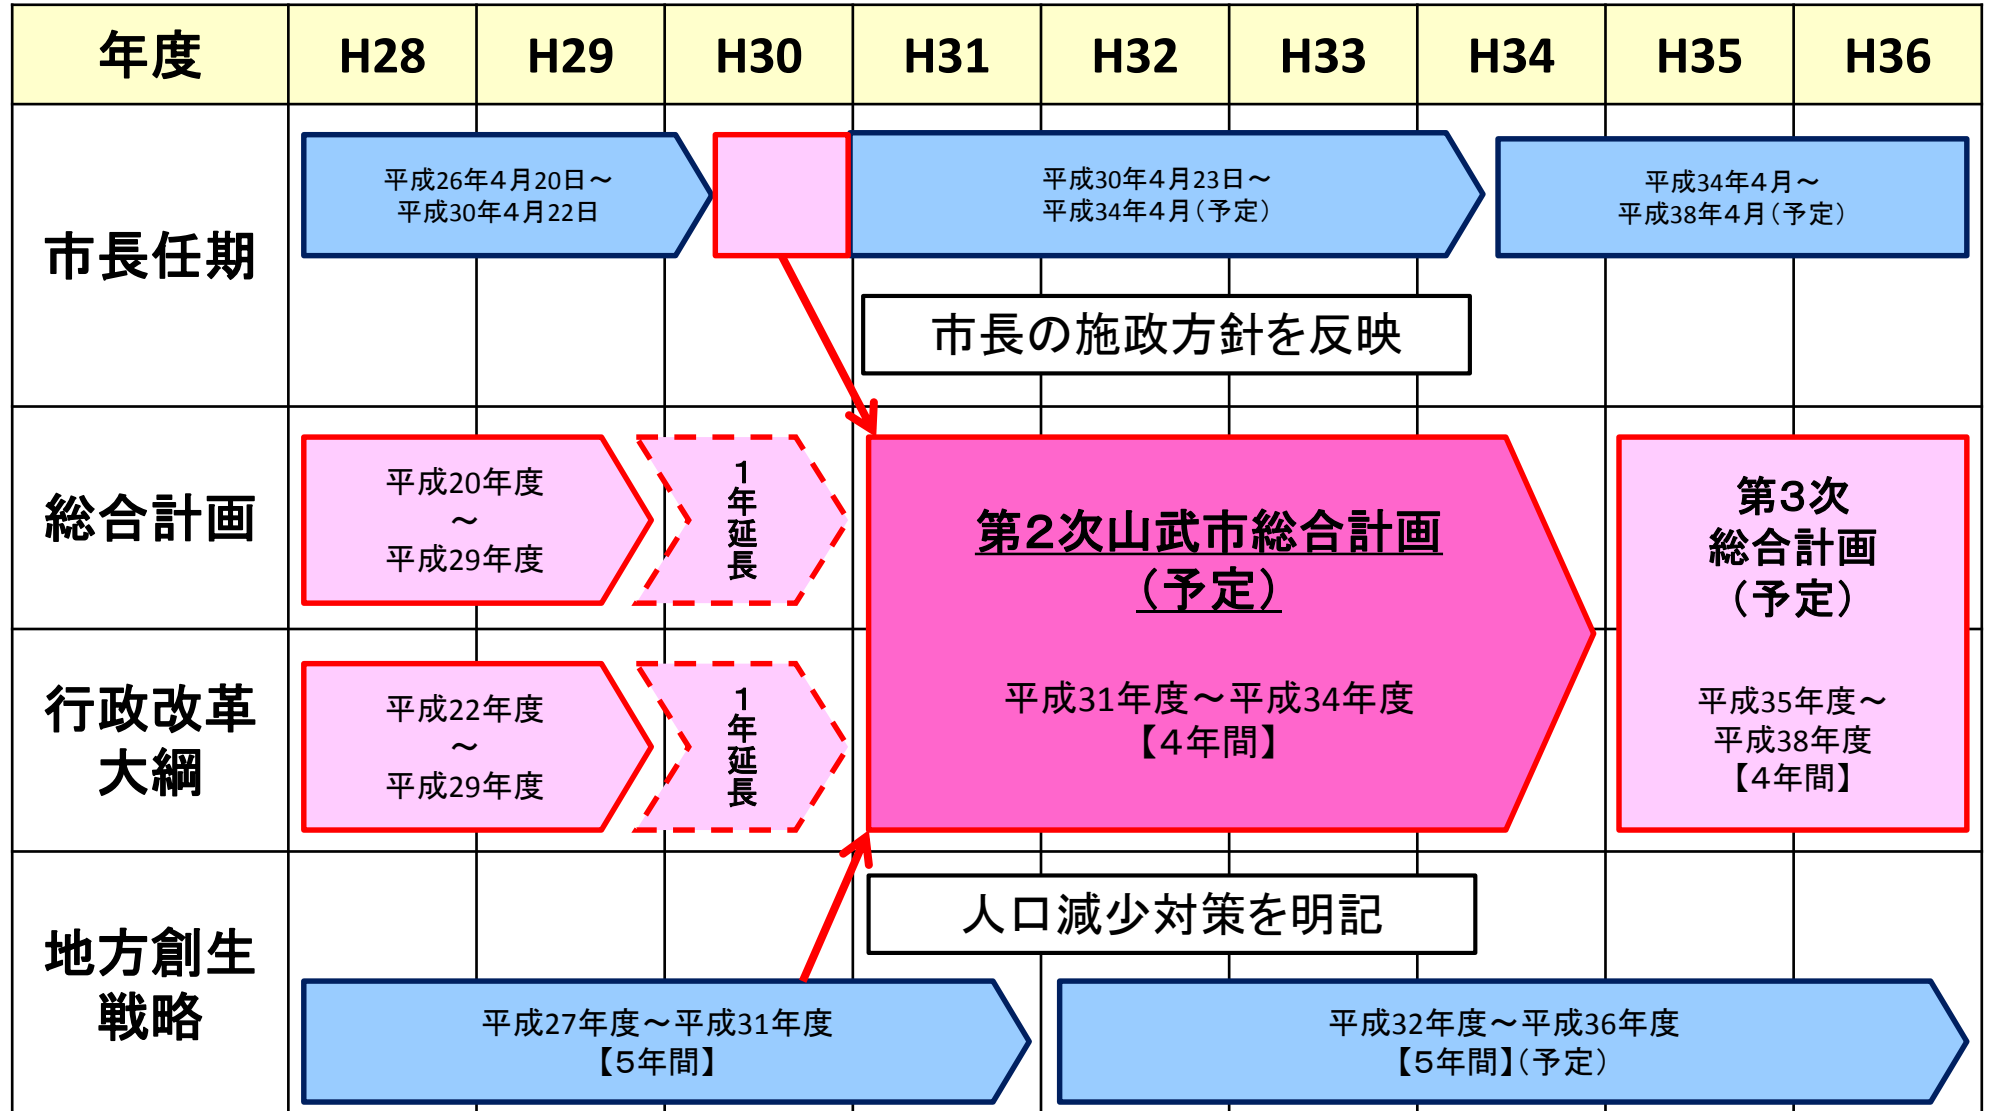 年度
H28
H29
H30
H31
H32
H33
H34
H35
H36
市長任期
平成26年4月20日～
平成30年4月22日
平成30年4月23日～
平成34年4月（予定）
平成34年4月～
平成38年4月（予定）
市長の施政方針を反映
総合計画
平成20年度
～
平成29年度
1年延長
第２次山武市総合計画
（予定）
平成31年度～平成34年度
【４年間】
第３次
総合計画
（予定）
平成35年度～
平成38年度
【４年間】
行政改革
大綱
平成22年度
～
平成29年度
1年延長
地方創生
戦略
人口減少対策を明記
平成27年度～平成31年度
【５年間】
平成32年度～平成36年度
【５年間】（予定）